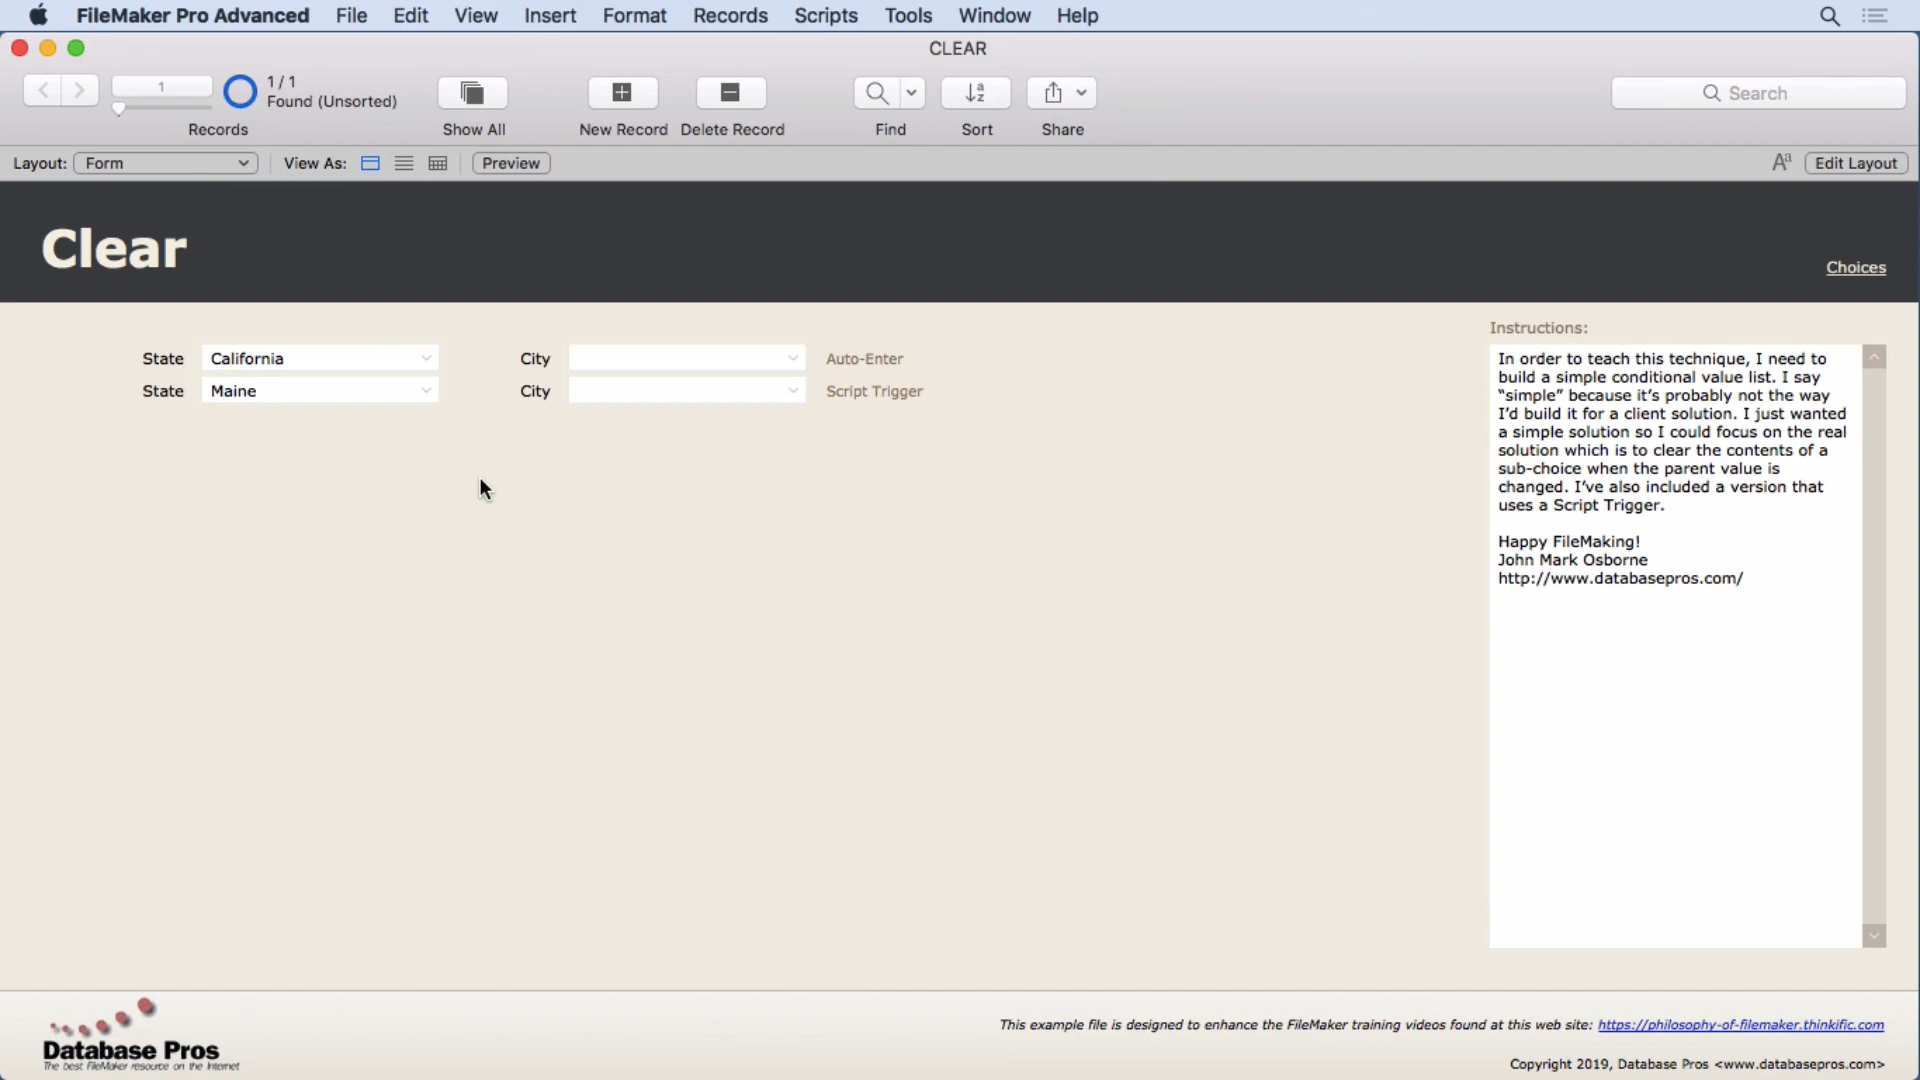 FileMaker Pro Advanced File Edit View Insert Format Records Scripts Tools Window Help
CLEAR
1
1 / 1
Found (Unsorted)
Records
Show All
New Record
Delete Record
Find
Sort
Share
Search
Layout: Form
View As:
Preview
Aa
Edit Layout
Clear
Choices
State California City Auto-Enter
State Maine City Script Trigger
Instructions:
In order to teach this technique, I need to
build a simple conditional value list. I say
“simple” because it’s probably not the way
I’d build it for a client solution. I just wanted
a simple solution so I could focus on the real
solution which is to clear the contents of a
sub-choice when the parent value is
changed. I’ve also included a version that
uses a Script Trigger.
Happy FileMaking!
John Mark Osborne
http://www.databasepros.com/
Database Pros
The best FileMaker resource on the Internet
This example file is designed to enhance the FileMaker training videos found at this web site: https://philosophy-of-filemaker.thinkific.com
Copyright 2019, Database Pros <www.databasepros.com>